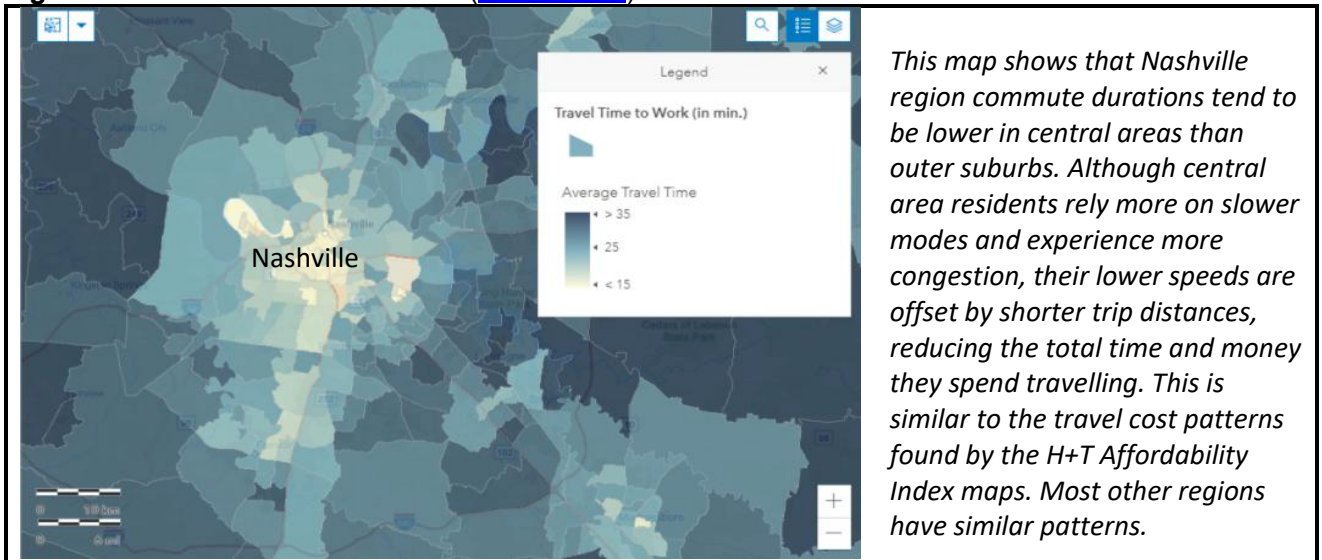 Nashville
Legend
Travel Time to Work (in min.)
Average Travel Time
> 35
25
< 15
This map shows that Nashville
region commute durations tend to
be lower in central areas than
outer suburbs. Although central
area residents rely more on slower
modes and experience more
congestion, their lower speeds are
offset by shorter trip distances,
reducing the total time and money
they spend travelling. This is
similar to the travel cost patterns
found by the H+T Affordability
Index maps. Most other regions
have similar patterns.